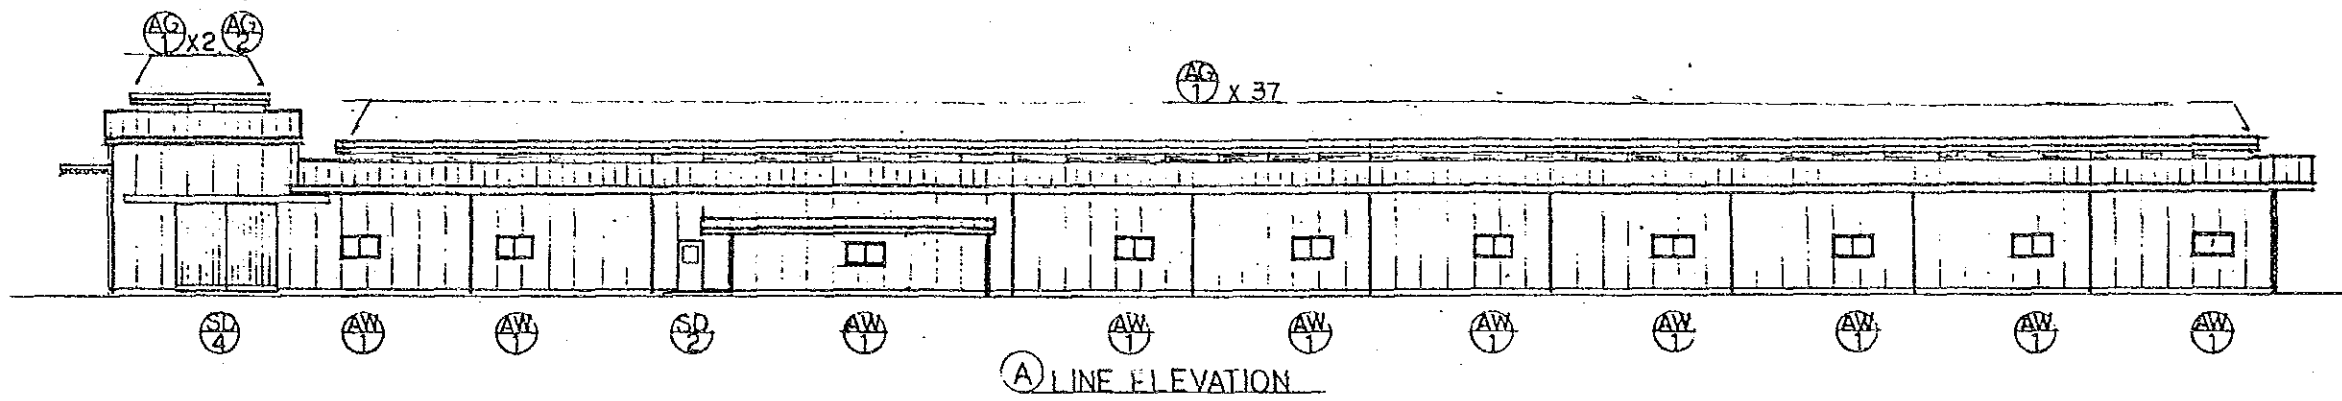 AG 1 X2 AG 2
AG 1 X 37
SD 4 AW 1 AW 1 SD 2 AW 1 AW 1 AW 1 AW 1 AW 1 AW 1 AW 1 AW 1
A LINE ELEVATION